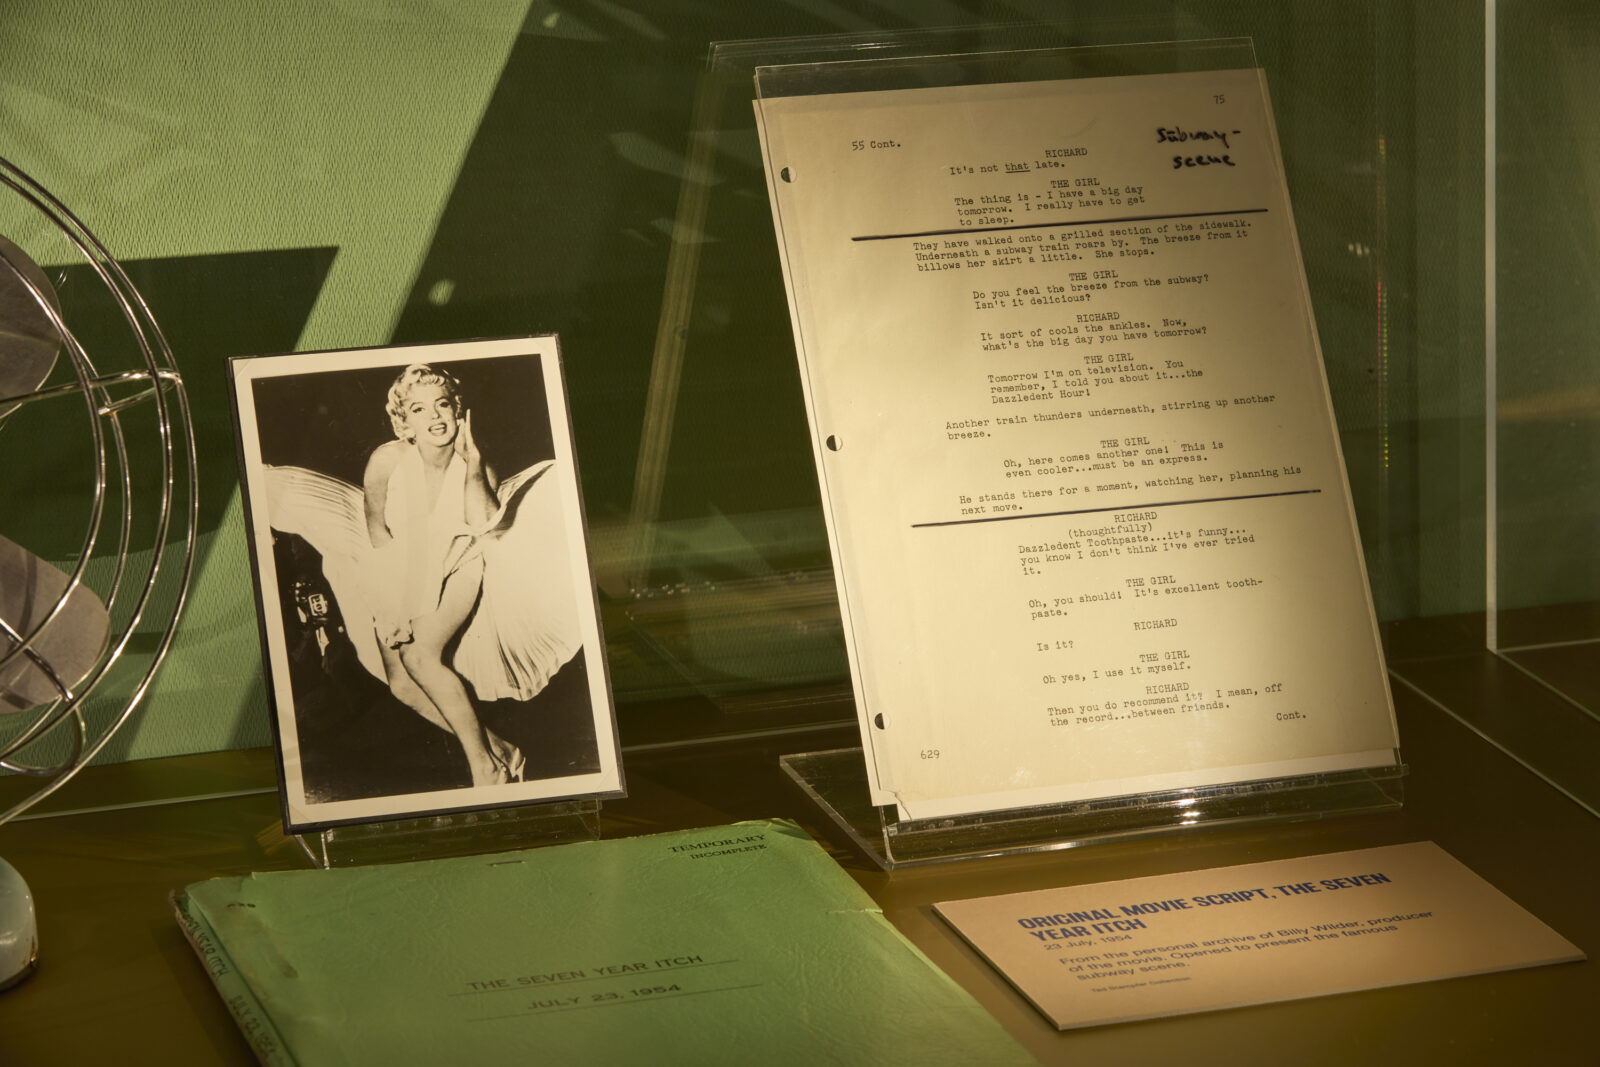 75
Subway-
scene
55 Cont.
RICHARD
It's not that late.
THE GIRL
The thing is - I have a big day
tomorrow. I really have to get
to sleep.
They have walked onto a grilled section of the sidewalk.
Underneath a subway train roars by. The breeze from it
billows her skirt a little. She stops.
THE GIRL
Do you feel the breeze from the subway?
Isn't it delicious?
RICHARD
It sort of cools the ankles. Now,
what's the big day you have tomorrow?
THE GIRL
Tomorrow I'm on television. You
remember, I told you about it...the
Dazzledent Hour!
Another train thunders underneath, stirring up another
breeze.
THE GIRL
Oh, here comes another one! This is
even cooler...must be an express.
He stands there for a moment, watching her, planning his
next move.
RICHARD
(thoughtfully)
Dazzledent Toothpaste...it's funny...
you know I don't think I've ever tried
it.
THE GIRL
Oh, you should! It's excellent tooth-
paste.
RICHARD
Is it?
THE GIRL
Oh yes, I use it myself.
RICHARD
Then you do recommend it? I mean, off
the record...between friends.
Cont.
629
TEMPORARY
INCOMPLETE
THE SEVEN YEAR ITCH
JULY 23, 1954
SEVEN YEAR ITCH JULY 23, 1954
ORIGINAL MOVIE SCRIPT, THE SEVEN
YEAR ITCH
23 July, 1954
From the personal archive of Billy Wilder, producer
of the movie. Opened to present the famous
subway scene.
Ted Stampfer Collection